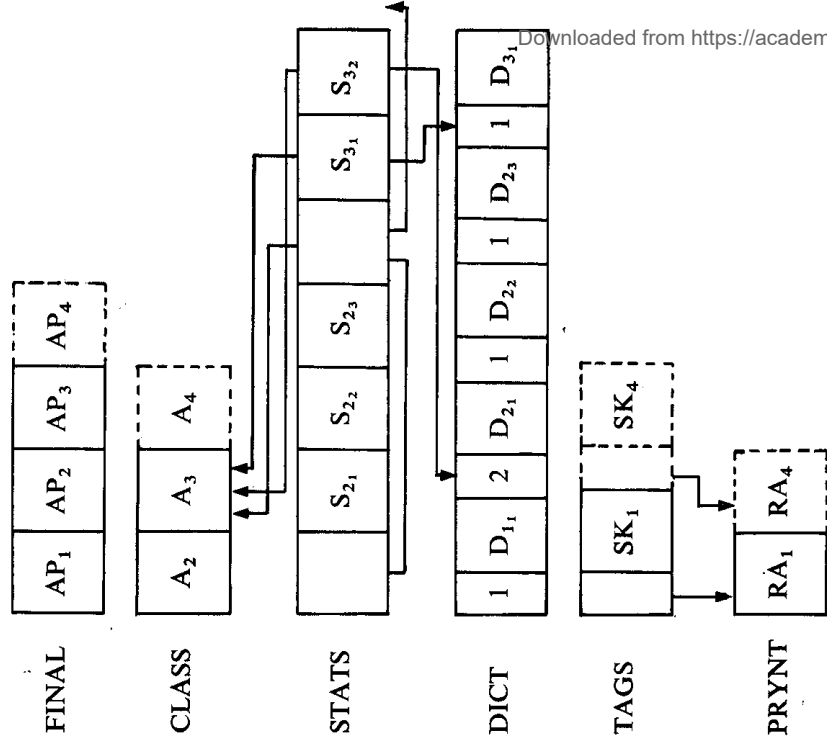 Downloaded from https://academ
FINAL AP₁ AP₂ AP₃ AP₄
CLASS A₂ A₃ A₄
STATS S₂₁ S₂₂ S₂₃ S₃₁ S₃₂
DICT 1 D₁₁ 2 D₂₁ 1 D₂₂ 1 D₂₃ 1 D₃₁
TAGS SK₁ SK₄
PRYNT RA₁ RA₄